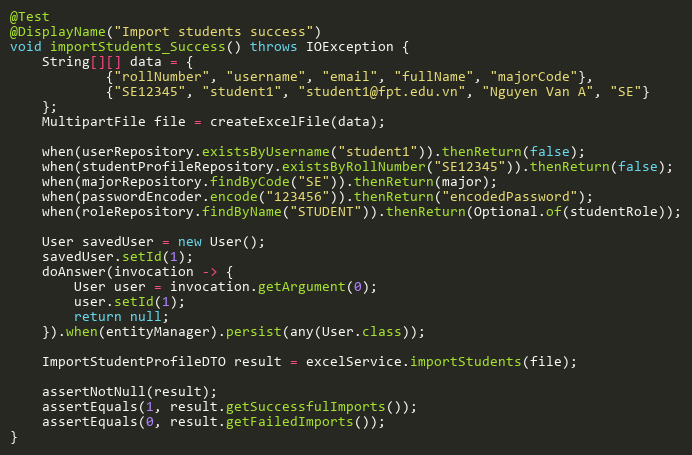 @Test
@DisplayName("Import students success")
void importStudents_Success() throws IOException {
    String[][] data = {
            {"rollNumber", "username", "email", "fullName", "majorCode"},
            {"SE12345", "student1", "student1@fpt.edu.vn", "Nguyen Van A", "SE"}
    };
    MultipartFile file = createExcelFile(data);

    when(userRepository.existsByUsername("student1")).thenReturn(false);
    when(studentProfileRepository.existsByRollNumber("SE12345")).thenReturn(false);
    when(majorRepository.findByCode("SE")).thenReturn(major);
    when(passwordEncoder.encode("123456")).thenReturn("encodedPassword");
    when(roleRepository.findByName("STUDENT")).thenReturn(Optional.of(studentRole));

    User savedUser = new User();
    savedUser.setId(1);
    doAnswer(invocation -> {
        User user = invocation.getArgument(0);
        user.setId(1);
        return null;
    }).when(entityManager).persist(any(User.class));

    ImportStudentProfileDTO result = excelService.importStudents(file);

    assertNotNull(result);
    assertEquals(1, result.getSuccessfulImports());
    assertEquals(0, result.getFailedImports());
}